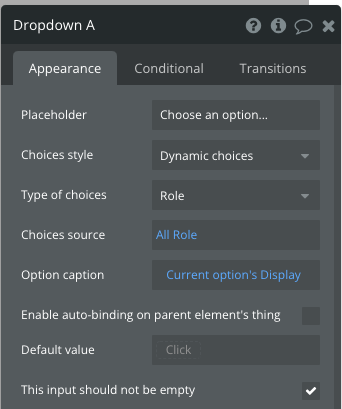 Dropdown A
Appearance
Conditional
Transitions
Placeholder
Choose an option...
Choices style
Dynamic choices
Type of choices
Role
Choices source
All Role
Option caption
Current option's Display
Enable auto-binding on parent element's thing
Default value
Click
This input should not be empty